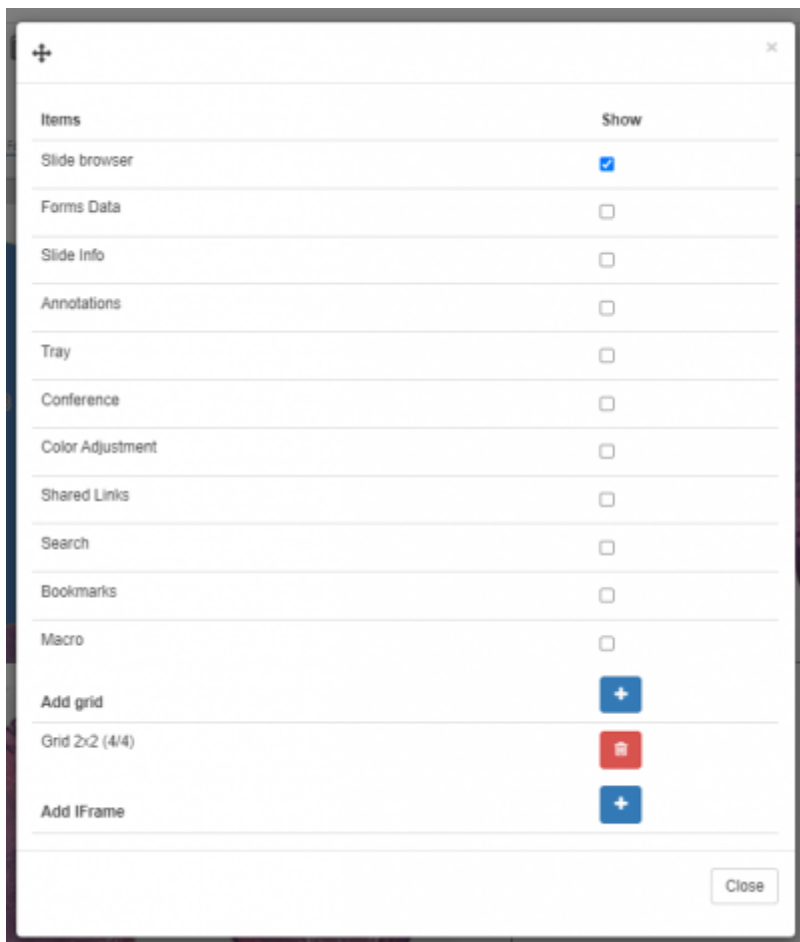 ×
Items Show
Slide browser
Forms Data
Slide Info
Annotations
Tray
Conference
Color Adjustment
Shared Links
Search
Bookmarks
Macro
Add grid
Grid 2x2 (4/4)
Add IFrame
Close